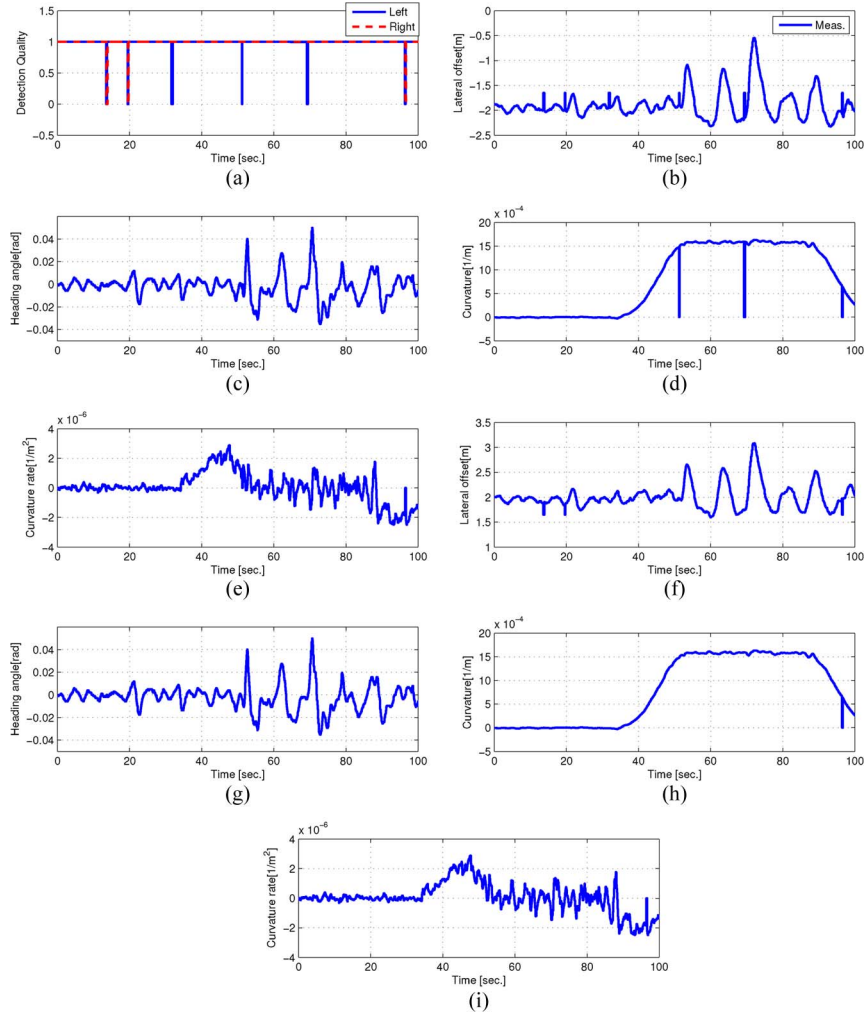 1.5
1
0.5
0
−0.5
0 20 40 60 80 100
Detection Quality
Time [sec.]
Left
Right
(a)
0
−0.5
−1
−1.5
−2
−2.5
0 20 40 60 80 100
Lateral offset[m]
Time [sec.]
Meas.
(b)
0.04
0.02
0
−0.02
−0.04
0 20 40 60 80 100
Heading angle[rad]
Time [sec.]
(c)
x 10⁻⁴
20
15
10
5
0
−5
0 20 40 60 80 100
Curvature[1/m]
Time [sec.]
(d)
x 10⁻⁶
4
2
0
−2
−4
0 20 40 60 80 100
Curvature rate[1/m²]
Time [sec.]
(e)
3.5
3
2.5
2
1.5
1
0 20 40 60 80 100
Lateral offset[m]
Time [sec.]
(f)
0.04
0.02
0
−0.02
−0.04
0 20 40 60 80 100
Heading angle[rad]
Time [sec.]
(g)
x 10⁻⁴
20
15
10
5
0
−5
0 20 40 60 80 100
Curvature[1/m]
Time [sec.]
(h)
x 10⁻⁶
4
2
0
−2
−4
0 20 40 60 80 100
Curvature rate[1/m²]
Time [sec.]
(i)